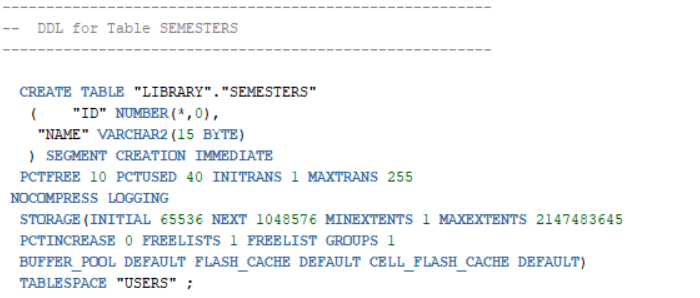 --------------------------------------------------------
--  DDL for Table SEMESTERS
--------------------------------------------------------
CREATE TABLE "LIBRARY"."SEMESTERS"
( "ID" NUMBER(*,0),
"NAME" VARCHAR2(15 BYTE)
) SEGMENT CREATION IMMEDIATE
PCTFREE 10 PCTUSED 40 INITRANS 1 MAXTRANS 255
NOCOMPRESS LOGGING
STORAGE(INITIAL 65536 NEXT 1048576 MINEXTENTS 1 MAXEXTENTS 2147483645
PCTINCREASE 0 FREELISTS 1 FREELIST GROUPS 1
BUFFER_POOL DEFAULT FLASH_CACHE DEFAULT CELL_FLASH_CACHE DEFAULT)
TABLESPACE "USERS" ;